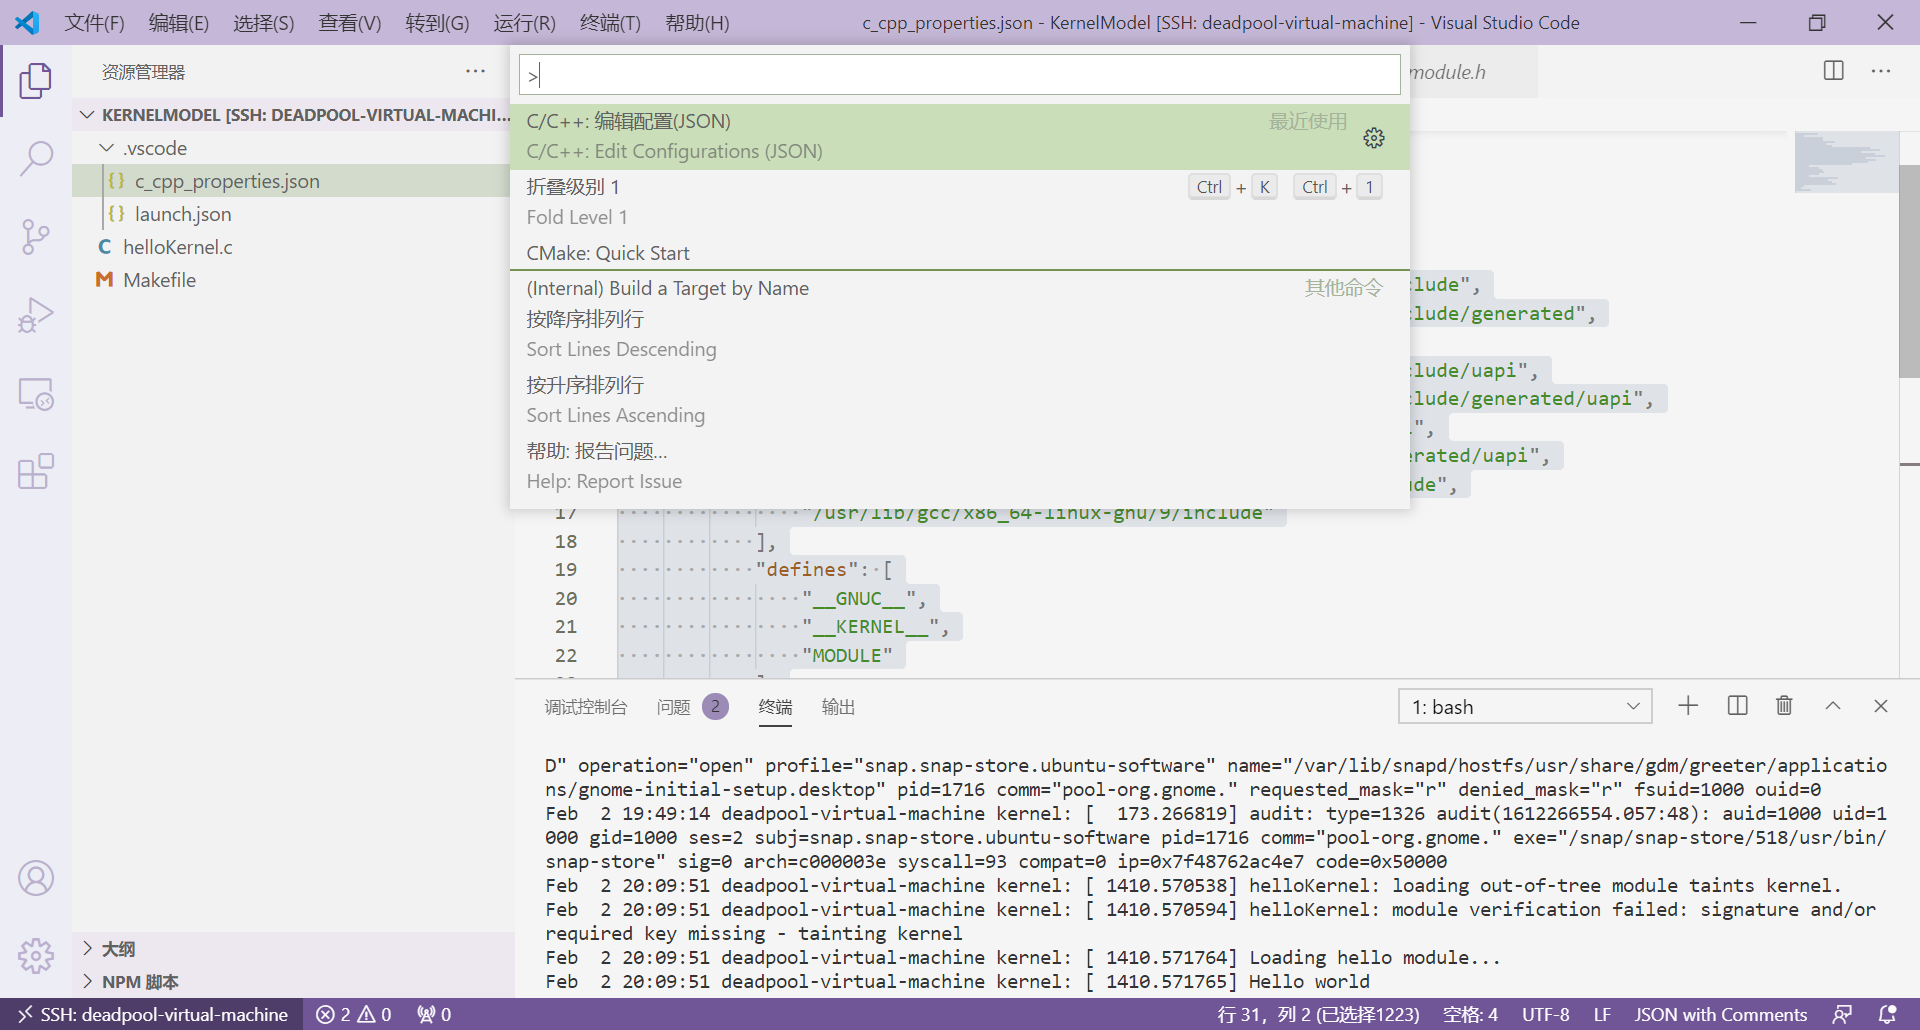 文件(F) 编辑(E) 选择(S) 查看(V) 转到(G) 运行(R) 终端(T) 帮助(H) c_cpp_properties.json - KernelModel [SSH: deadpool-virtual-machine] - Visual Studio Code
资源管理器
KERNELMODEL [SSH: DEADPOOL-VIRTUAL-MACHI...
.vscode
{} c_cpp_properties.json
{} launch.json
C helloKernel.c
M Makefile
大纲
NPM 脚本
>
C/C++: 编辑配置(JSON) 最近使用
C/C++: Edit Configurations (JSON)
折叠级别 1 Ctrl + K Ctrl + 1
Fold Level 1
CMake: Quick Start
(Internal) Build a Target by Name 其他命令
按降序排列行
Sort Lines Descending
按升序排列行
Sort Lines Ascending
帮助: 报告问题...
Help: Report Issue
module.h
clude",
clude/generated",
clude/uapi",
clude/generated/uapi",
",
erated/uapi",
ude",
17 "/usr/lib/gcc/x86_64-linux-gnu/9/include"
18 ],
19 "defines": [
20 "__GNUC__",
21 "__KERNEL__",
22 "MODULE"
调试控制台 问题 2 终端 输出 1: bash
D" operation="open" profile="snap.snap-store.ubuntu-software" name="/var/lib/snapd/hostfs/usr/share/gdm/greeter/applicatio
ns/gnome-initial-setup.desktop" pid=1716 comm="pool-org.gnome." requested_mask="r" denied_mask="r" fsuid=1000 ouid=0
Feb  2 19:49:14 deadpool-virtual-machine kernel: [  173.266819] audit: type=1326 audit(1612266554.057:48): auid=1000 uid=1
000 gid=1000 ses=2 subj=snap.snap-store.ubuntu-software pid=1716 comm="pool-org.gnome." exe="/snap/snap-store/518/usr/bin/
snap-store" sig=0 arch=c000003e syscall=93 compat=0 ip=0x7f48762ac4e7 code=0x50000
Feb  2 20:09:51 deadpool-virtual-machine kernel: [ 1410.570538] helloKernel: loading out-of-tree module taints kernel.
Feb  2 20:09:51 deadpool-virtual-machine kernel: [ 1410.570594] helloKernel: module verification failed: signature and/or
required key missing - tainting kernel
Feb  2 20:09:51 deadpool-virtual-machine kernel: [ 1410.571764] Loading hello module...
Feb  2 20:09:51 deadpool-virtual-machine kernel: [ 1410.571765] Hello world
SSH: deadpool-virtual-machine 2 0 0 行 31，列 2 (已选择1223) 空格: 4 UTF-8 LF JSON with Comments